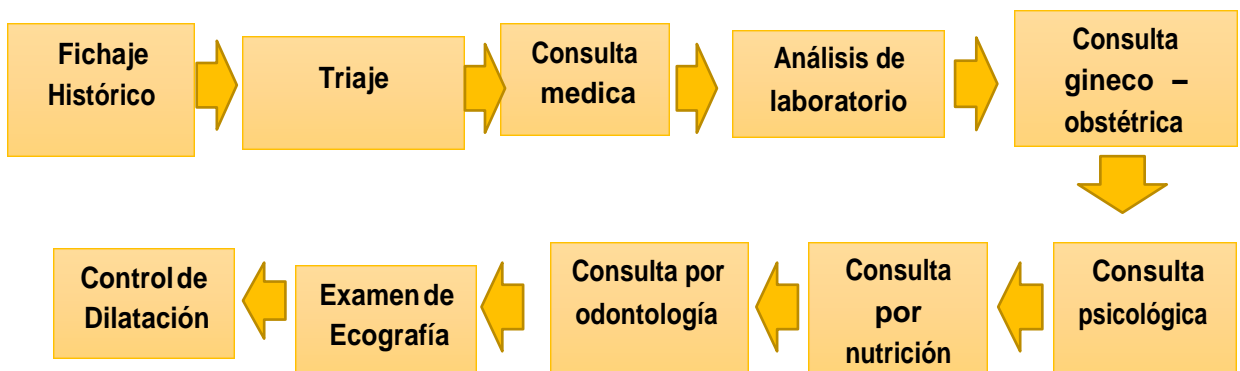 Fichaje
Histórico
Triaje
Consulta
medica
Análisis de
laboratorio
Consulta
gineco –
obstétrica
Consulta
psicológica
Consulta
por
nutrición
Consulta por
odontología
Examen de
Ecografía
Control de
Dilatación